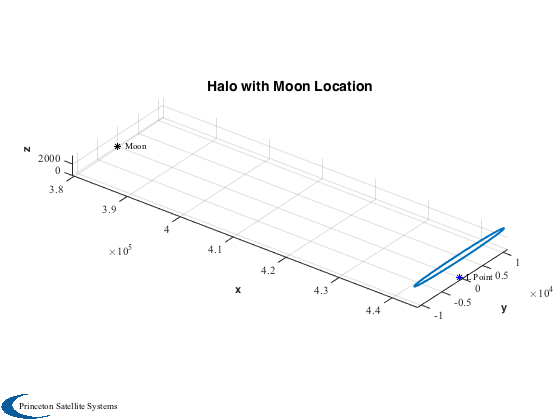 Halo with Moon Location
z
2000
0
Moon
3.8
3.9
4
4.1
4.2
4.3
4.4
×10^5
x
L Point
-1
-0.5
0
0.5
1
×10^4
y
Princeton Satellite Systems